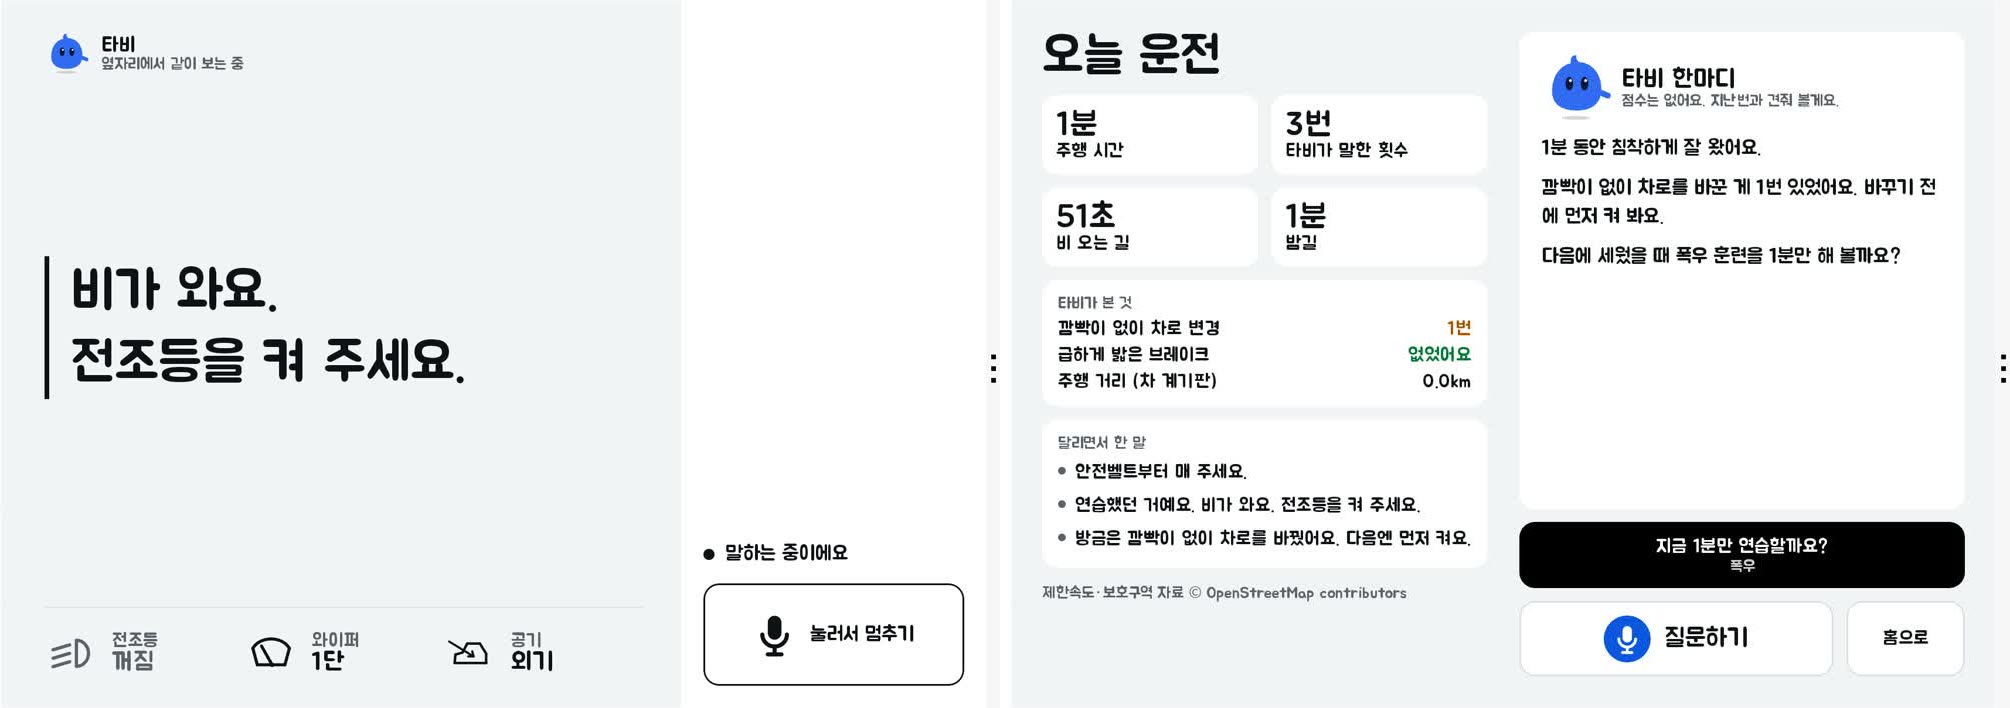 타비
옆자리에서 같이 보는 중
비가 와요.
전조등을 켜 주세요.
전조등
꺼짐
와이퍼
1단
공기
외기
말하는 중이에요
눌러서 멈추기
오늘 운전
1분
주행 시간
3번
타비가 말한 횟수
51초
비 오는 길
1분
밤길
타비가 본 것
깜빡이 없이 차로 변경 1번
급하게 밟은 브레이크 없었어요
주행 거리 (차 계기판) 0.0km
달리면서 한 말
안전벨트부터 매 주세요.
연습했던 거예요. 비가 와요. 전조등을 켜 주세요.
방금은 깜빡이 없이 차로를 바꿨어요. 다음엔 먼저 켜요.
제한속도·보호구역 자료 © OpenStreetMap contributors
타비 한마디
점수는 없어요. 지난번과 견줘 볼게요.
1분 동안 침착하게 잘 왔어요.
깜빡이 없이 차로를 바꾼 게 1번 있었어요. 바꾸기 전
에 먼저 켜 봐요.
다음에 세웠을 때 폭우 훈련을 1분만 해 볼까요?
지금 1분만 연습할까요?
폭우
질문하기
홈으로